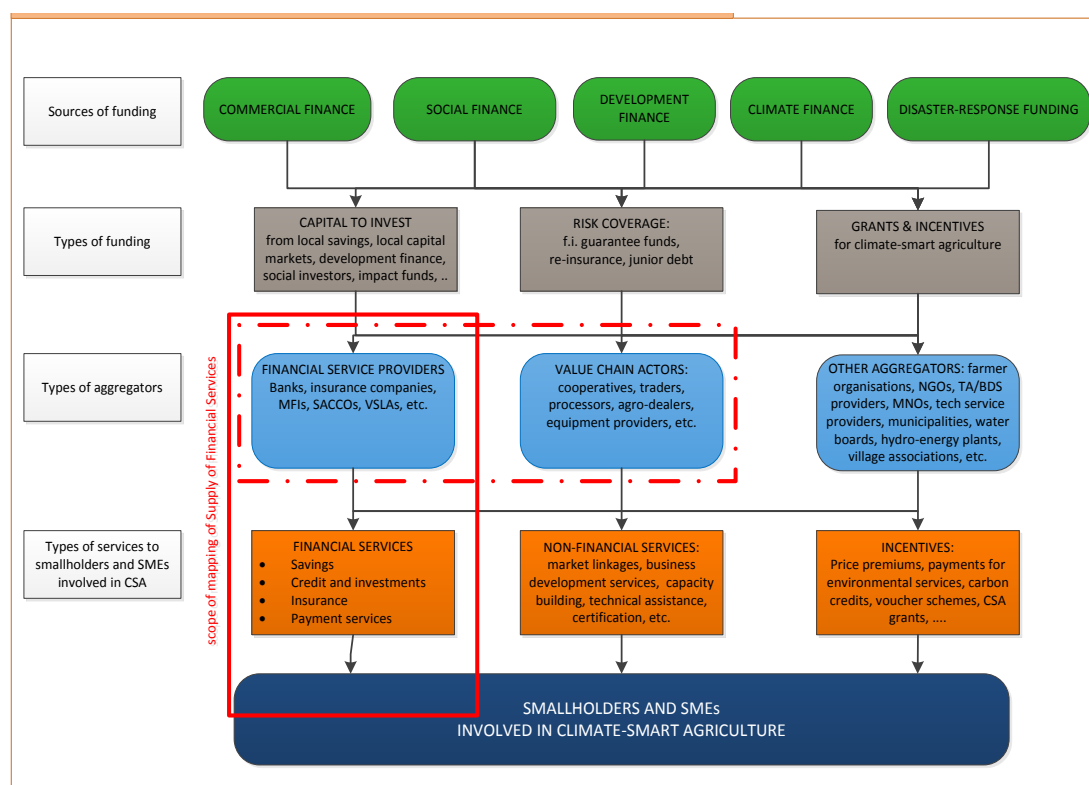 Sources of funding
COMMERCIAL FINANCE
SOCIAL FINANCE
DEVELOPMENT
FINANCE
CLIMATE FINANCE
DISASTER-RESPONSE FUNDING
Types of funding
CAPITAL TO INVEST
from local savings, local capital
markets, development finance,
social investors, impact funds, ..
RISK COVERAGE:
f.i. guarantee funds,
re-insurance, junior debt
GRANTS & INCENTIVES
for climate-smart agriculture
scope of mapping of Supply of Financial Services
Types of aggregators
FINANCIAL SERVICE PROVIDERS
Banks, insurance companies,
MFIs, SACCOs, VSLAs, etc.
VALUE CHAIN ACTORS:
cooperatives, traders,
processors, agro-dealers,
equipment providers, etc.
OTHER AGGREGATORS: farmer
organisations, NGOs, TA/BDS
providers, MNOs, tech service
providers, municipalities, water
boards, hydro-energy plants,
village associations, etc.
Types of services to
smallholders and SMEs
involved in CSA
FINANCIAL SERVICES
• Savings
• Credit and investments
• Insurance
• Payment services
NON-FINANCIAL SERVICES:
market linkages, business
development services, capacity
building, technical assistance,
certification, etc.
INCENTIVES:
Price premiums, payments for
environmental services, carbon
credits, voucher schemes, CSA
grants, ....
SMALLHOLDERS AND SMEs
INVOLVED IN CLIMATE-SMART AGRICULTURE